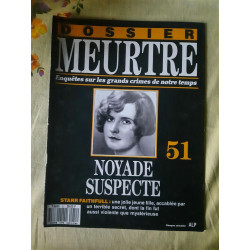 DOSSIER
MEURTRE
Enquêtes sur les grands crimes de notre temps
51
NOYADE
SUSPECTE
STARR FAITHFULL : une jolie jeune fille, accablée par
un terrible secret, dont la fin fut
aussi violente que mystérieuse
ALP